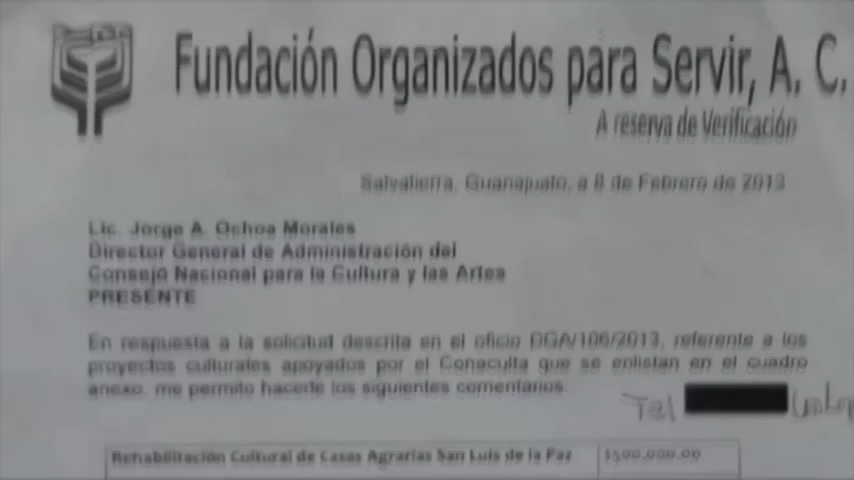 Fundación Organizados para Servir, A. C.
A reserva de Verificación
Salvatierra, Guanajuato, a 8 de Febrero de 2013
Lic. Jorge A. Ochoa Morales
Director General de Administración del
Consejo Nacional para la Cultura y las Artes
PRESENTE
En respuesta a la solicitud descrita en el oficio DGA/106/2013, referente a los
proyectos culturales apoyados por el Conaculta que se enlistan en el cuadro
anexo, me permito hacerle los siguientes comentarios:
Tel
Rehabilitación Cultural de Casas Agrarias San Luis de la Paz $500,000.00